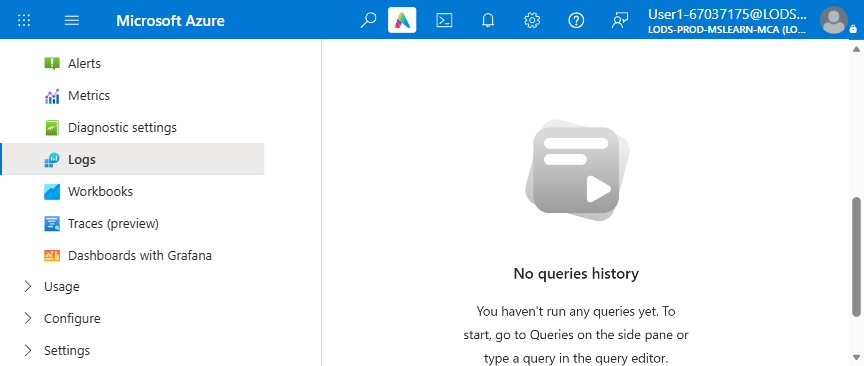 Microsoft Azure
User1-67037175@LODS...
LODS-PROD-MSLEARN-MCA (LO...
Alerts
Metrics
Diagnostic settings
Logs
Workbooks
Traces (preview)
Dashboards with Grafana
Usage
Configure
Settings
No queries history
You haven't run any queries yet. To
start, go to Queries on the side pane or
type a query in the query editor.